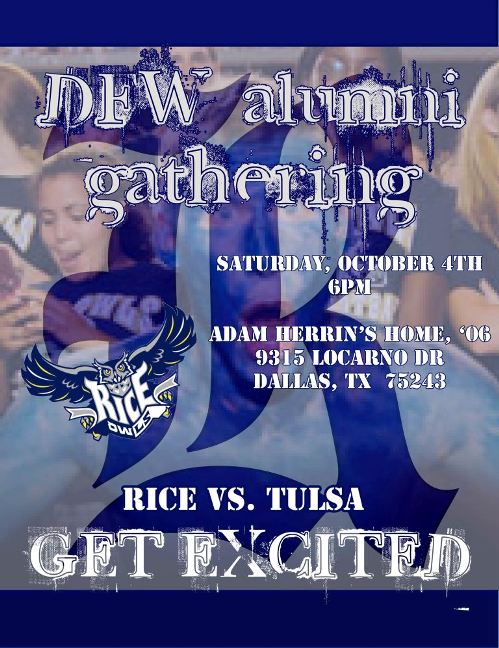 DFW alumni
gathering
SATURDAY, OCTOBER 4TH
6PM
ADAM HERRIN'S HOME, '06
9315 LOCARNO DR
DALLAS, TX 75243
R
RICE
OWLS
RICE VS. TULSA
GET EXCITED